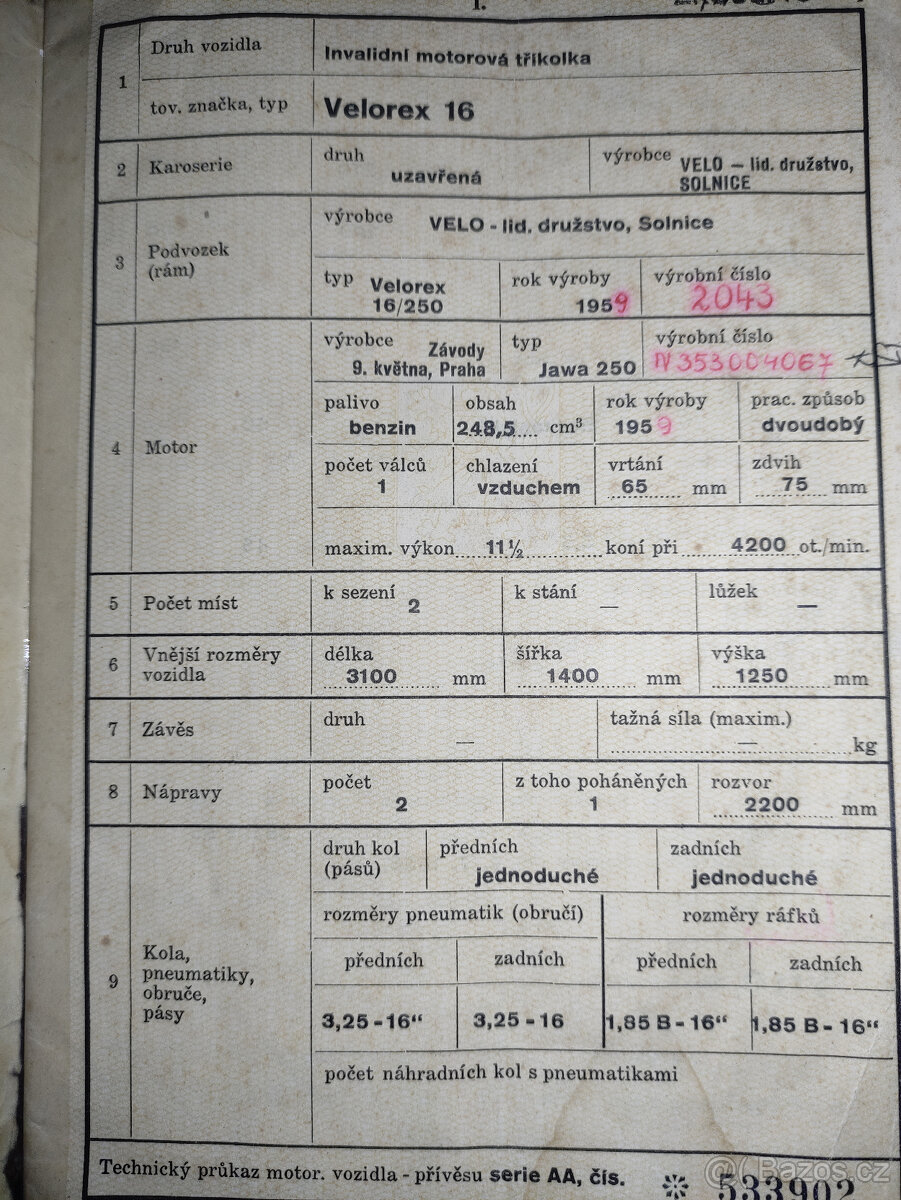 I.
1
Druh vozidla
Invalidní motorová tříkolka
tov. značka, typ
Velorex 16
2
Karoserie
druh
uzavřená
výrobce
VELO – lid. družstvo,
SOLNICE
3
Podvozek
(rám)
výrobce
VELO - lid. družstvo, Solnice
typ Velorex
16/250
rok výroby
1959
výrobní číslo
2043
4
Motor
výrobce
Závody
9. května, Praha
typ
Jawa 250
výrobní číslo
N353004067
palivo
benzin
obsah
248,5 cm³
rok výroby
1959
prac. způsob
dvoudobý
počet válců
1
chlazení
vzduchem
vrtání
65 mm
zdvih
75 mm
maxim. výkon 11½ koní při 4200 ot./min.
5
Počet míst
k sezení
2
k stání
—
lůžek
—
6
Vnější rozměry
vozidla
délka
3100 mm
šířka
1400 mm
výška
1250 mm
7
Závěs
druh
—
tažná síla (maxim.)
— kg
8
Nápravy
počet
2
z toho poháněných
1
rozvor
2200 mm
9
Kola,
pneumatiky,
obruče,
pásy
druh kol
(pásů)
předních
jednoduché
zadních
jednoduché
rozměry pneumatik (obručí)
rozměry ráfků
předních
zadních
předních
zadních
3,25 - 16“
3,25 - 16
1,85 B - 16“
1,85 B - 16“
počet náhradních kol s pneumatikami
Technický průkaz motor. vozidla - přívěsu serie AA, čís.
533902
Bazos.cz